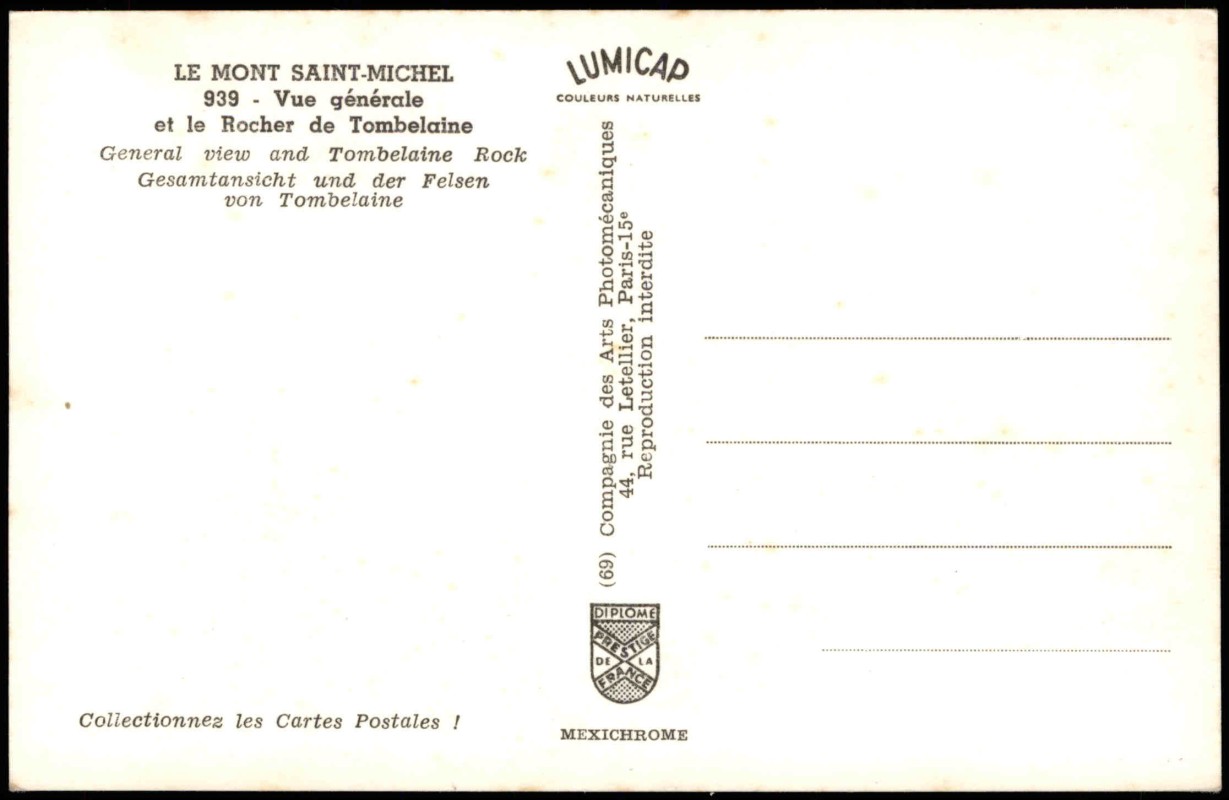 LE MONT SAINT-MICHEL
939 - Vue générale
et le Rocher de Tombelaine
General view and Tombelaine Rock
Gesamtansicht und der Felsen
von Tombelaine
Collectionnez les Cartes Postales !
LUMICAP
COULEURS NATURELLES
(69) Compagnie des Arts Photomécaniques
44, rue Letellier, Paris-15e
Reproduction interdite
DIPLOME
PRESTIGE
DE LA
FRANCE
MEXICHROME